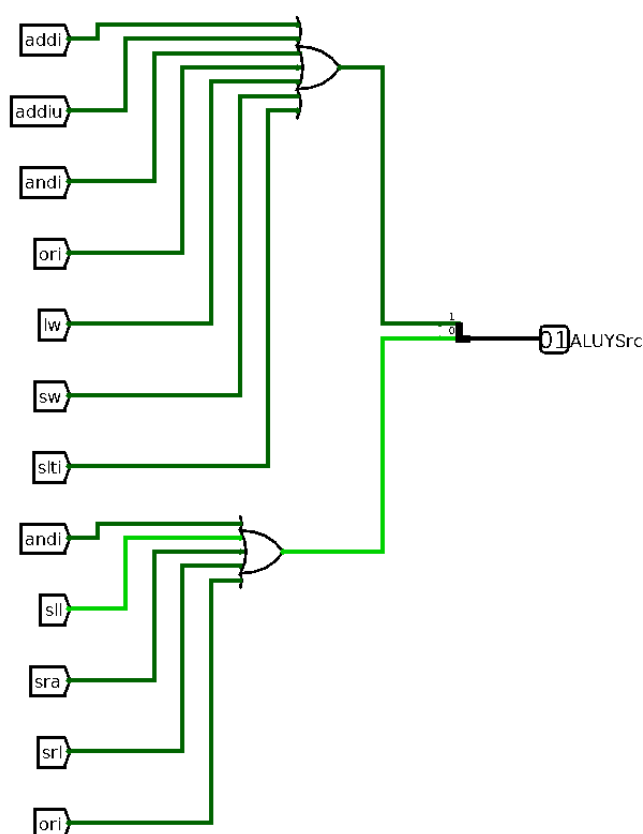 addi
addiu
andi
ori
lw
sw
slti
1
0
01 ALUYSrc
andi
sll
sra
srl
ori